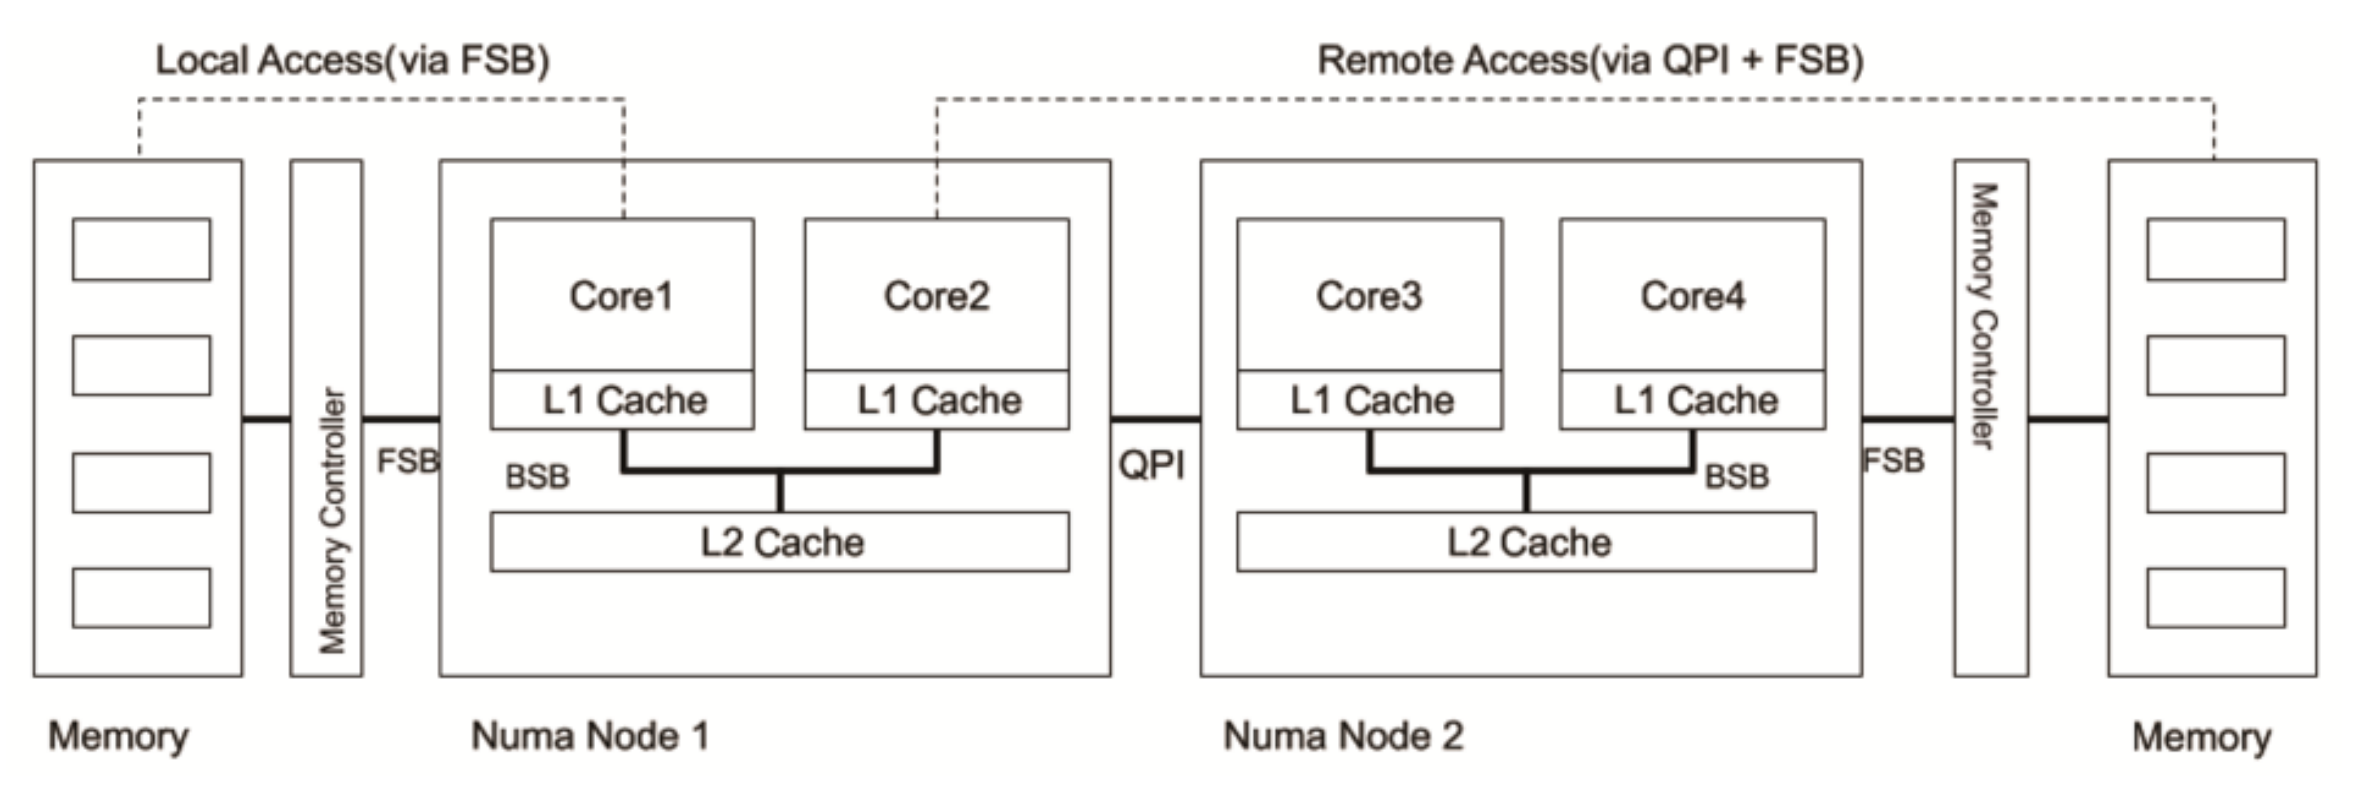 Local Access(via FSB)
Remote Access(via QPI + FSB)
Memory Controller
FSB
Core1
L1 Cache
Core2
L1 Cache
BSB
L2 Cache
QPI
Core3
L1 Cache
Core4
L1 Cache
BSB
L2 Cache
FSB
Memory Controller
Memory
Numa Node 1
Numa Node 2
Memory